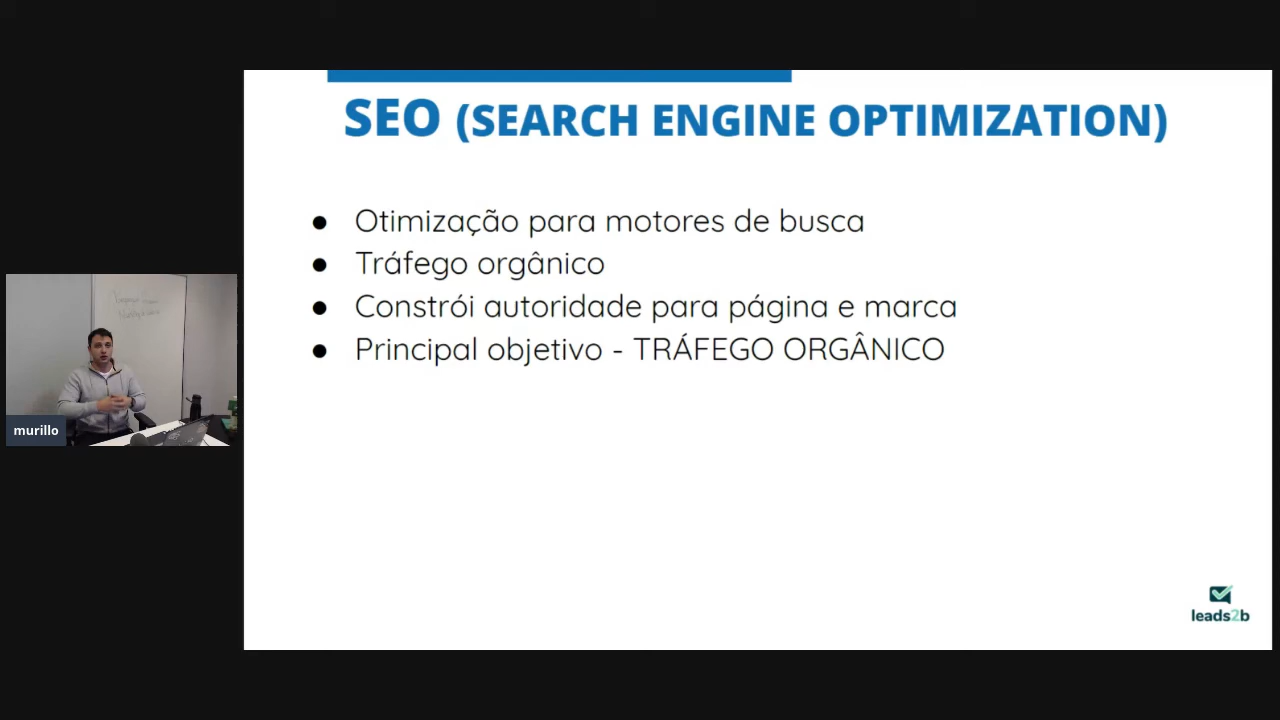 SEO (SEARCH ENGINE OPTIMIZATION)
● Otimização para motores de busca
● Tráfego orgânico
● Constrói autoridade para página e marca
● Principal objetivo - TRÁFEGO ORGÂNICO
murillo
leads2b